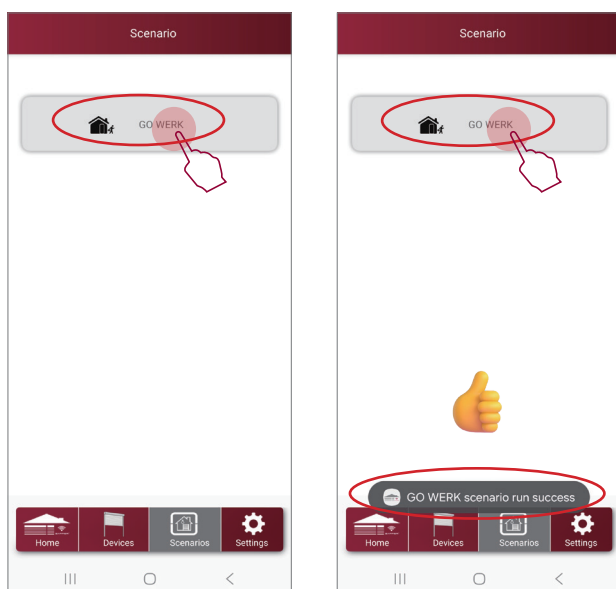 Scenario
GO WERK
Home Devices Scenarios Settings
Scenario
GO WERK
GO WERK scenario run success
Home Devices Scenarios Settings